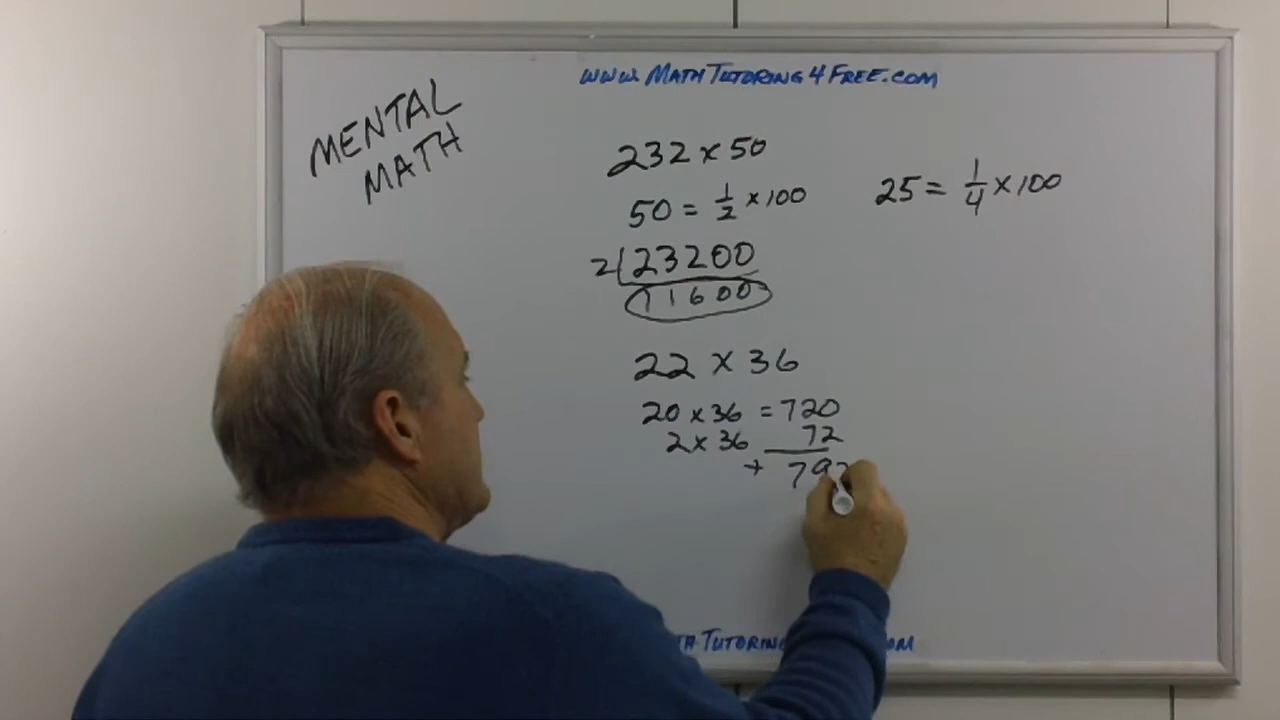 www.MathTutoring4Free.com
MENTAL
MATH
232 x 50
50 = 1/2 x 100
25 = 1/4 x 100
2 23200
11600
22 x 36
20 x 36 = 720
2 x 36 72
+ 792